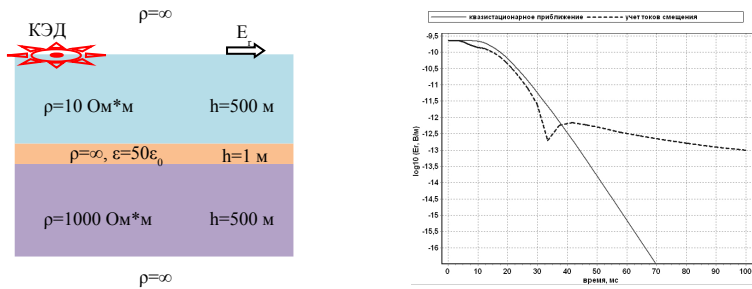 ρ=∞
КЭД
Er
ρ=10 Ом*м h=500 м
ρ=∞, ε=50ε0 h=1 м
ρ=1000 Ом*м h=500 м
ρ=∞
квазистационарное приближение учет токов смещения
log10 (Er, В/м)
-9,5
-10
-10,5
-11
-11,5
-12
-12,5
-13
-13,5
-14
-14,5
-15
-15,5
-16
0 10 20 30 40 50 60 70 80 90 100
время, мс